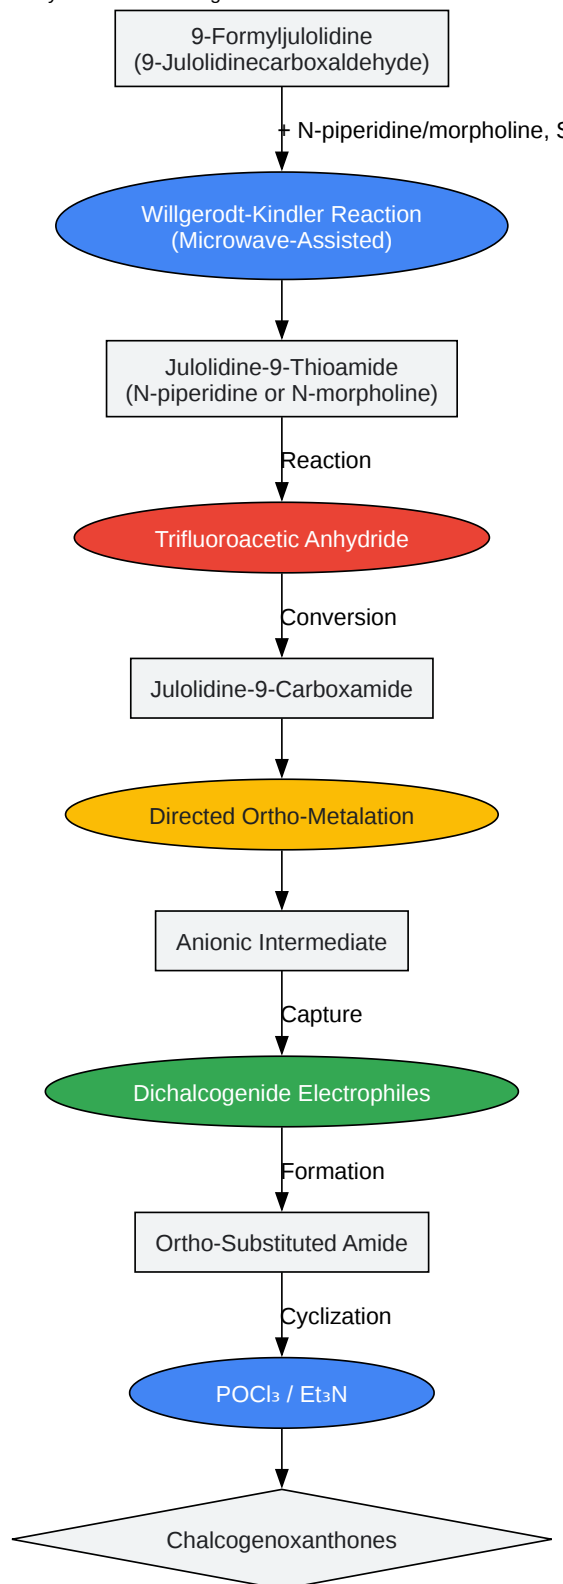 9-Formyljulolidine
(9-Julolidinecarboxaldehyde)
+ N-piperidine/morpholine, S
Willgerodt-Kindler Reaction
(Microwave-Assisted)
Julolidine-9-Thioamide
(N-piperidine or N-morpholine)
Reaction
Trifluoroacetic Anhydride
Conversion
Julolidine-9-Carboxamide
Directed Ortho-Metalation
Anionic Intermediate
Capture
Dichalcogenide Electrophiles
Formation
Ortho-Substituted Amide
Cyclization
POCl₃ / Et₃N
Chalcogenoxanthones